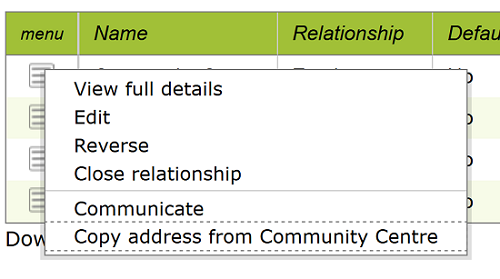 menu Name Relationship Defau
View full details
Edit
Reverse
Close relationship
Communicate
Copy address from Community Centre
Dow